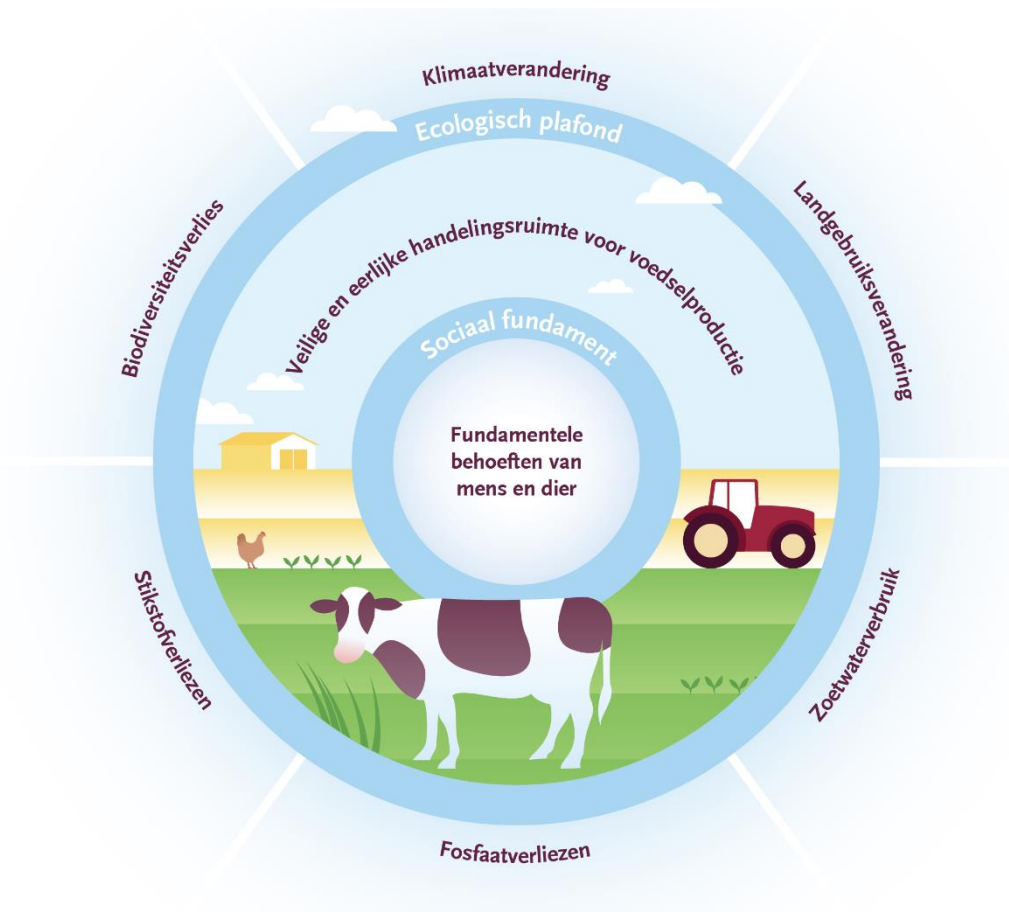 Klimaatverandering
Ecologisch plafond
Landgebruiksverandering
Biodiversiteitsverlies
Veilige en eerlijke handelingsruimte voor voedselproductie
Sociaal fundament
Fundamentele
behoeften van
mens en dier
Stikstofverliezen
Zoetwaterverbruik
Fosfaatverliezen